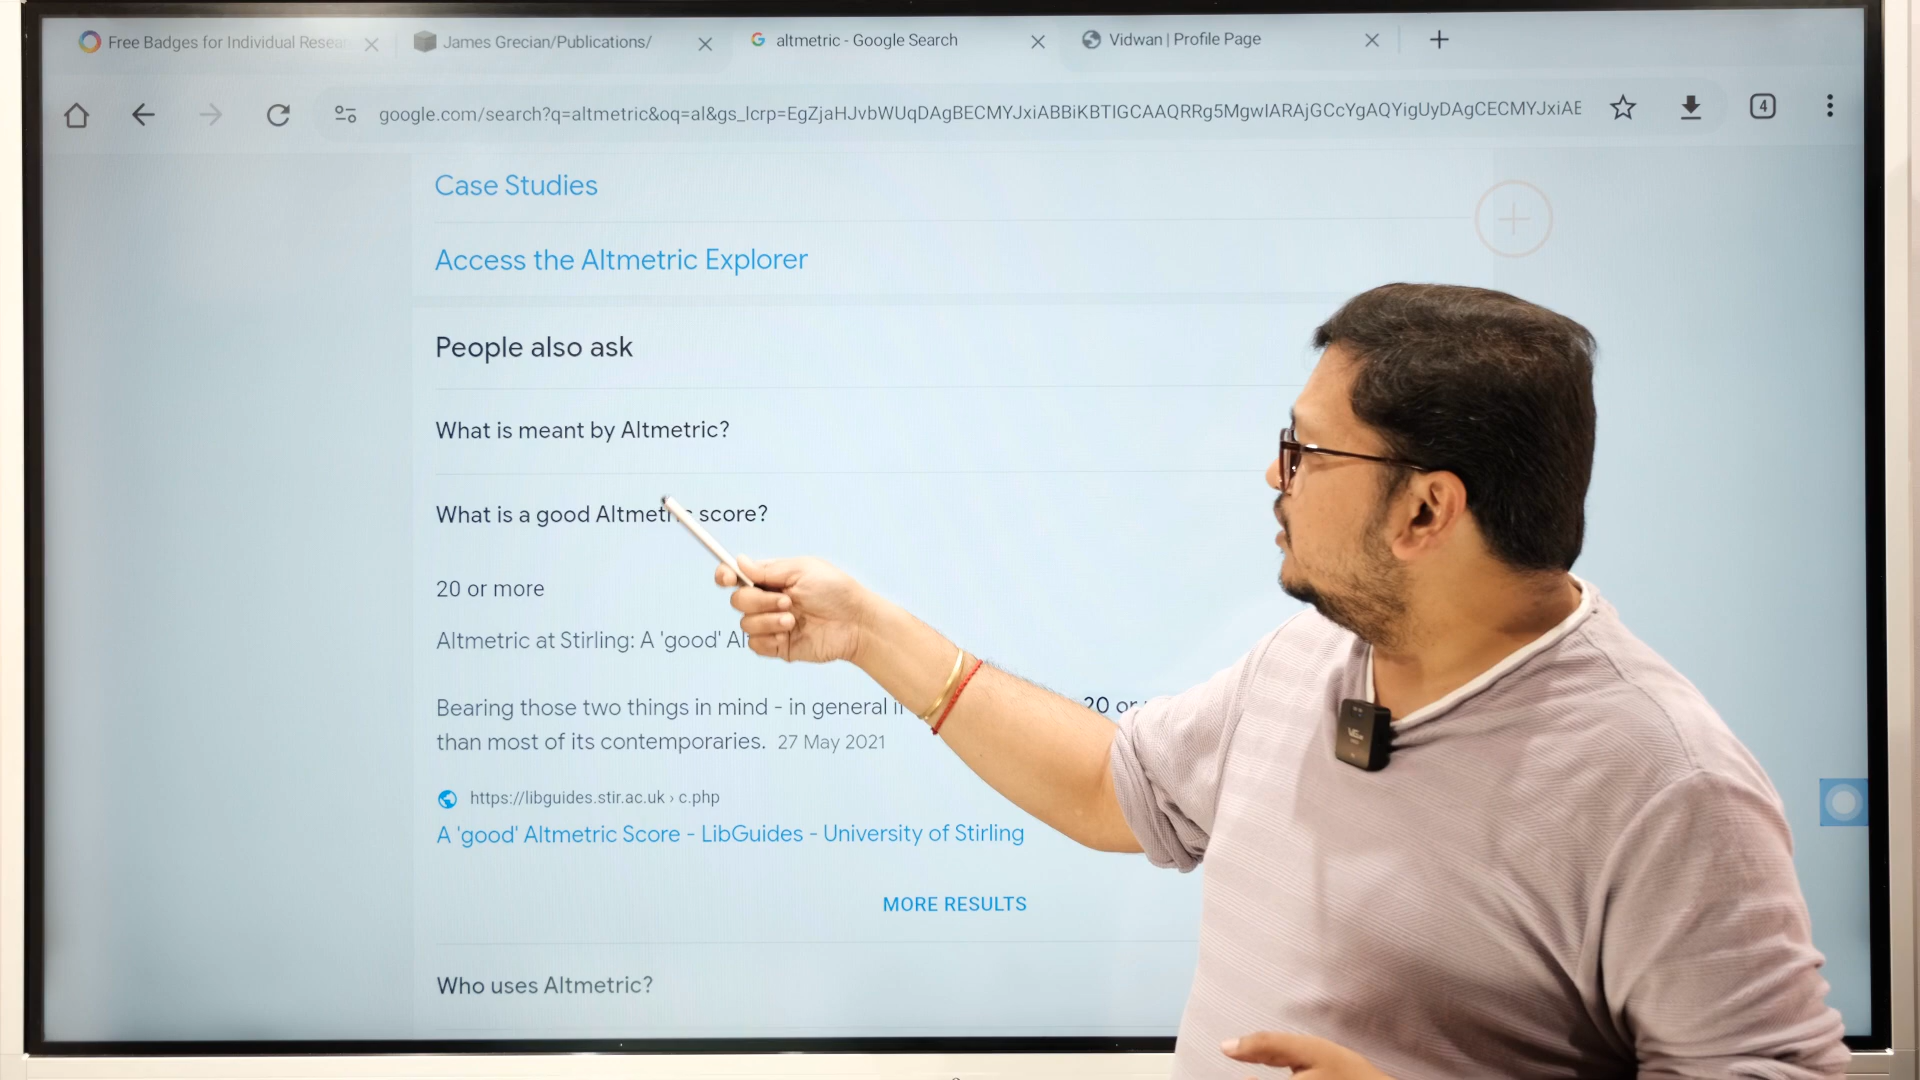 Free Badges for Individual Resear
James Grecian/Publications/
altmetric - Google Search
Vidwan | Profile Page
google.com/search?q=altmetric&oq=al&gs_lcrp=EgZjaHJvbWUqDAgBECMYJxiABBiKBTIGCAAQRRg5MgwIARAjGCcYgAQYigUyDAgCECMYJxiAE
4
Case Studies
Access the Altmetric Explorer
People also ask
What is meant by Altmetric?
What is a good Altmetric score?
20 or more
Altmetric at Stirling: A 'good' Al
Bearing those two things in mind - in general i 20 or
than most of its contemporaries. 27 May 2021
https://libguides.stir.ac.uk › c.php
A 'good' Altmetric Score - LibGuides - University of Stirling
MORE RESULTS
Who uses Altmetric?